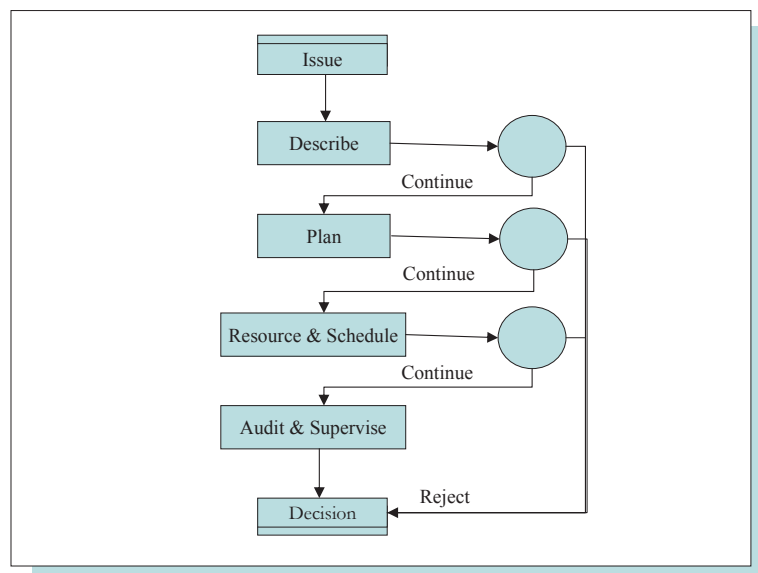 Issue
Describe
Continue
Plan
Continue
Resource & Schedule
Continue
Audit & Supervise
Reject
Decision